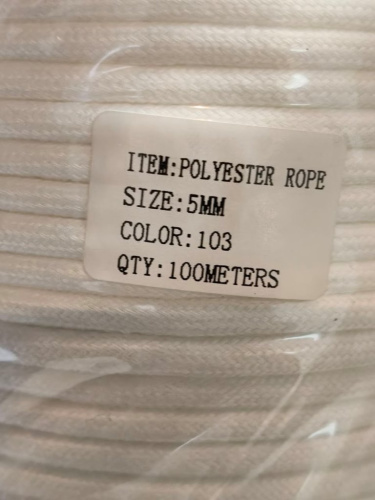 ITEM:POLYESTER ROPE
SIZE:5MM
COLOR:103
QTY:100METERS